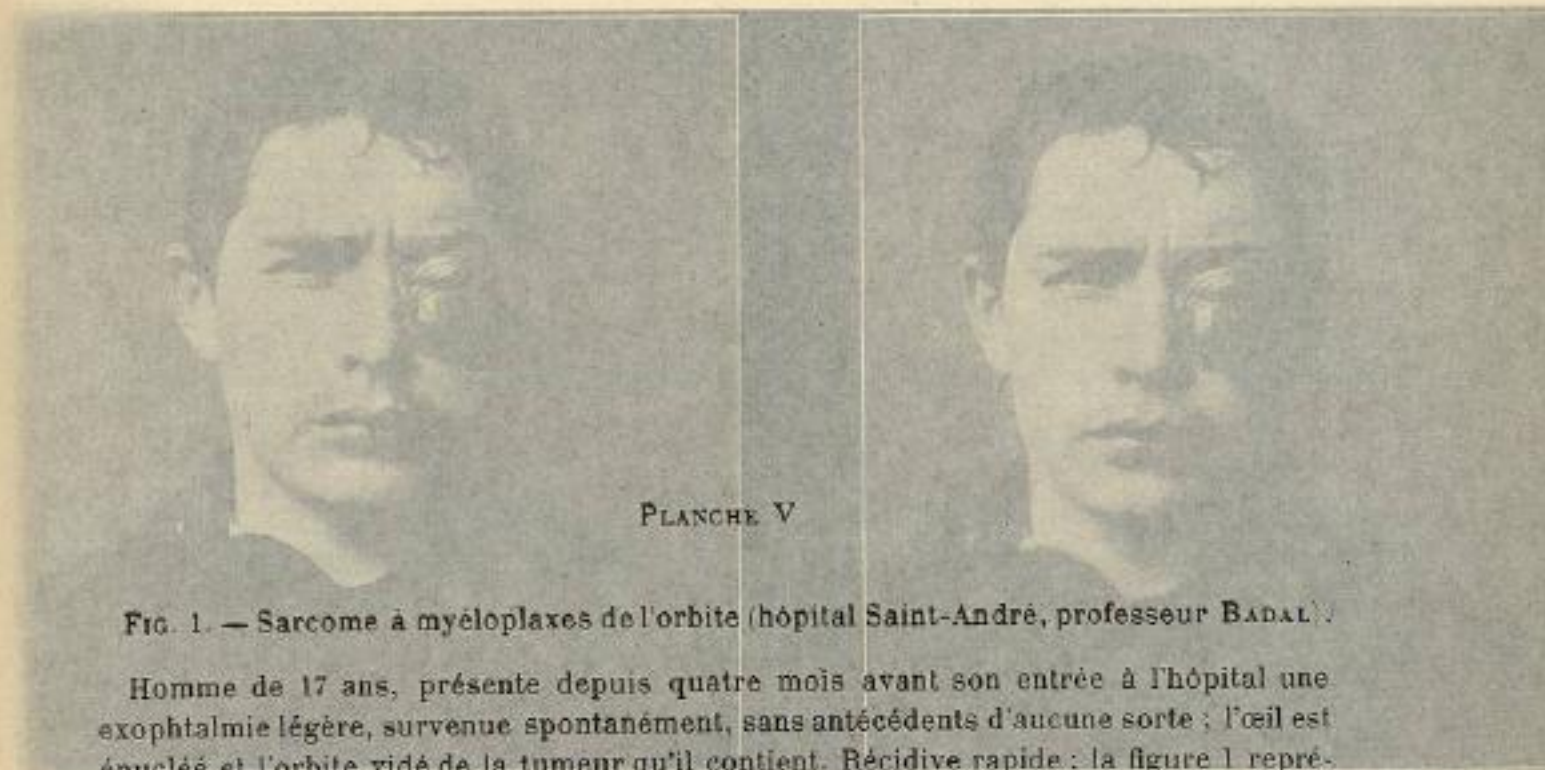 PLANCHE V
FIG. 1. — Sarcome à myéloplaxes de l'orbite (hôpital Saint-André, professeur BADAL).
Homme de 17 ans, présente depuis quatre mois avant son entrée à l'hôpital une
exophtalmie légère, survenue spontanément, sans antécédents d'aucune sorte ; l'œil est
énucléé et l'orbite vidé de la tumeur qu'il contient. Récidive rapide ; la figure 1 repré-